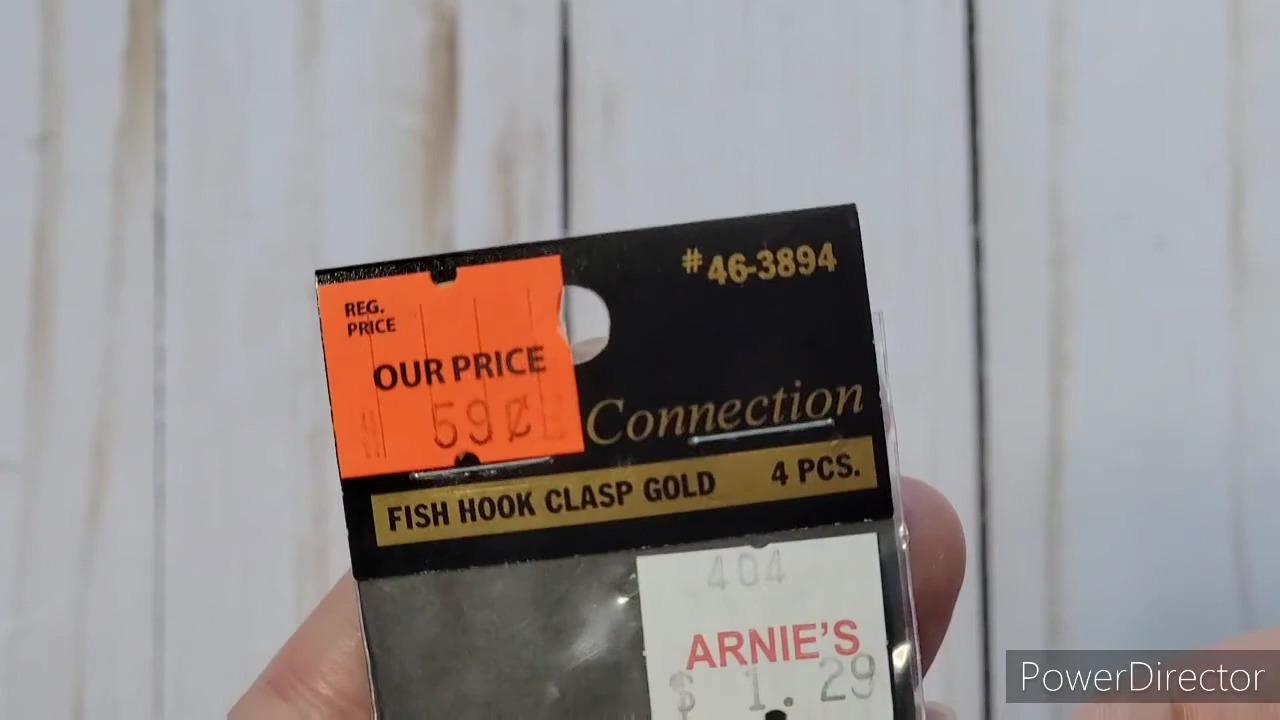 #46-3894
REG.
PRICE
OUR PRICE
59¢
Connection
FISH HOOK CLASP GOLD 4 PCS.
404
ARNIE'S
$ 1.29
PowerDirector